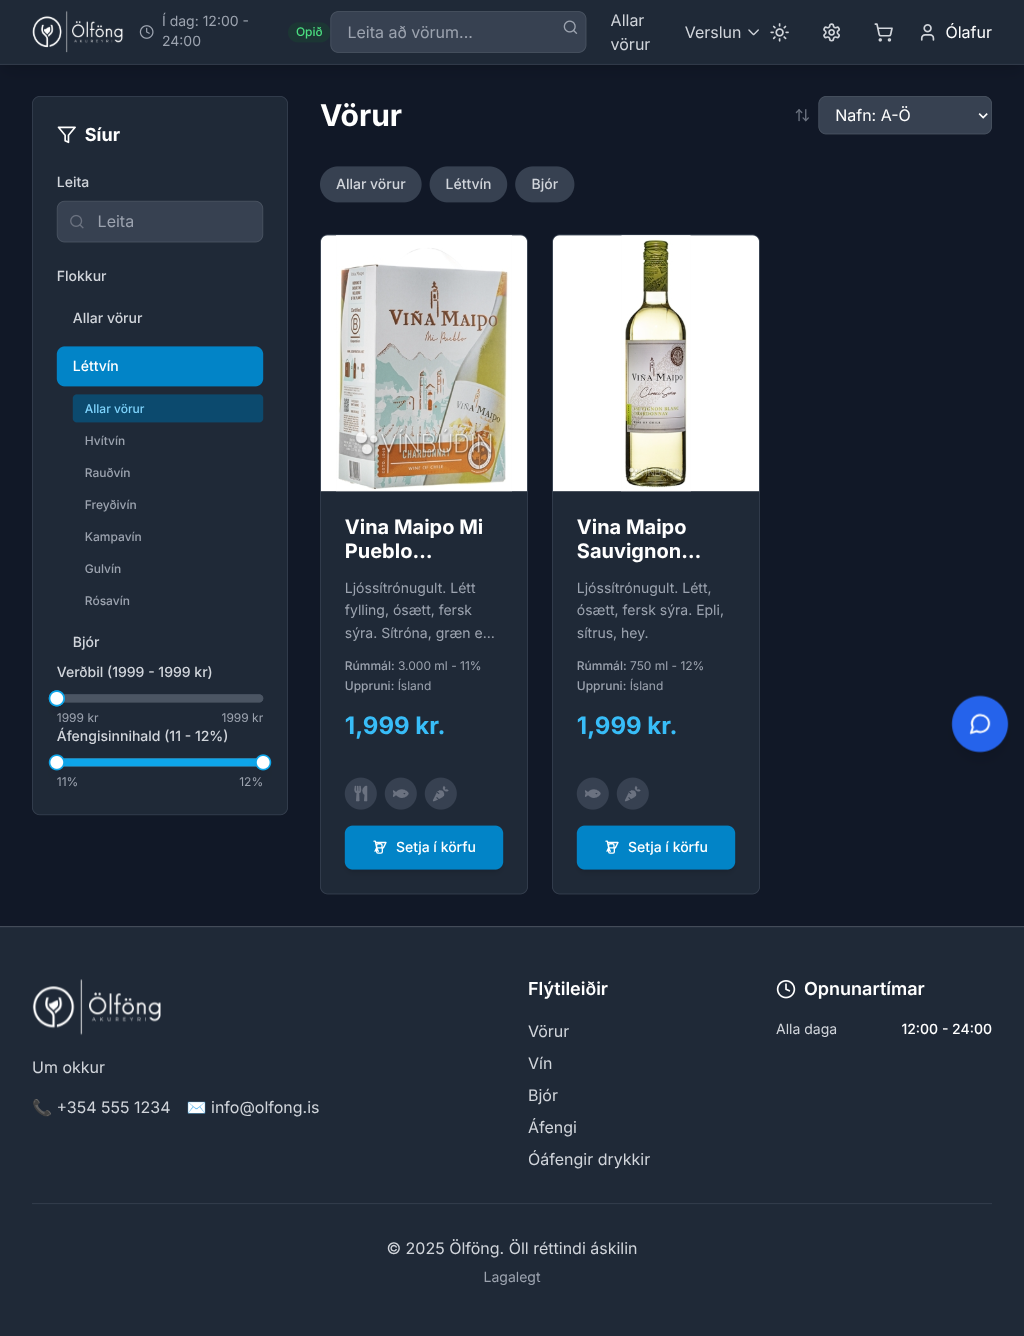 Ölföng
AKUREYRI
Í dag: 12:00 -
24:00
Opið
Leita að vörum...
Allar
vörur
Verslun
Ólafur
Síur
Leita
Leita
Flokkur
Allar vörur
Léttvín
Allar vörur
Hvítvín
Rauðvín
Freyðivín
Kampavín
Gulvín
Rósavín
Bjór
Verðbil (1999 - 1999 kr)
1999 kr
1999 kr
Áfengisinnihald (11 - 12%)
11%
12%
Vörur
Nafn: A-Ö
Allar vörur
Léttvín
Bjór
VIÑA MAIPO
Mi Pueblo
VÍNBÚÐIN
CHARDONNAY
Vina Maipo Mi
Pueblo...
Ljóssítrónugult. Létt
fylling, ósætt, fersk
sýra. Sítróna, græn e...
Rúmmál: 3.000 ml - 11%
Uppruni: Ísland
1,999 kr.
Setja í körfu
VIÑA MAIPO
SAUVIGNON BLANC
CHARDONNAY
Vina Maipo
Sauvignon...
Ljóssítrónugult. Létt,
ósætt, fersk sýra. Epli,
sítrus, hey.
Rúmmál: 750 ml - 12%
Uppruni: Ísland
1,999 kr.
Setja í körfu
Ölföng
AKUREYRI
Um okkur
+354 555 1234
info@olfong.is
Flýtileiðir
Vörur
Vín
Bjór
Áfengi
Óáfengir drykkir
Opnunartímar
Alla daga
12:00 - 24:00
© 2025 Ölföng. Öll réttindi áskilin
Lagalegt